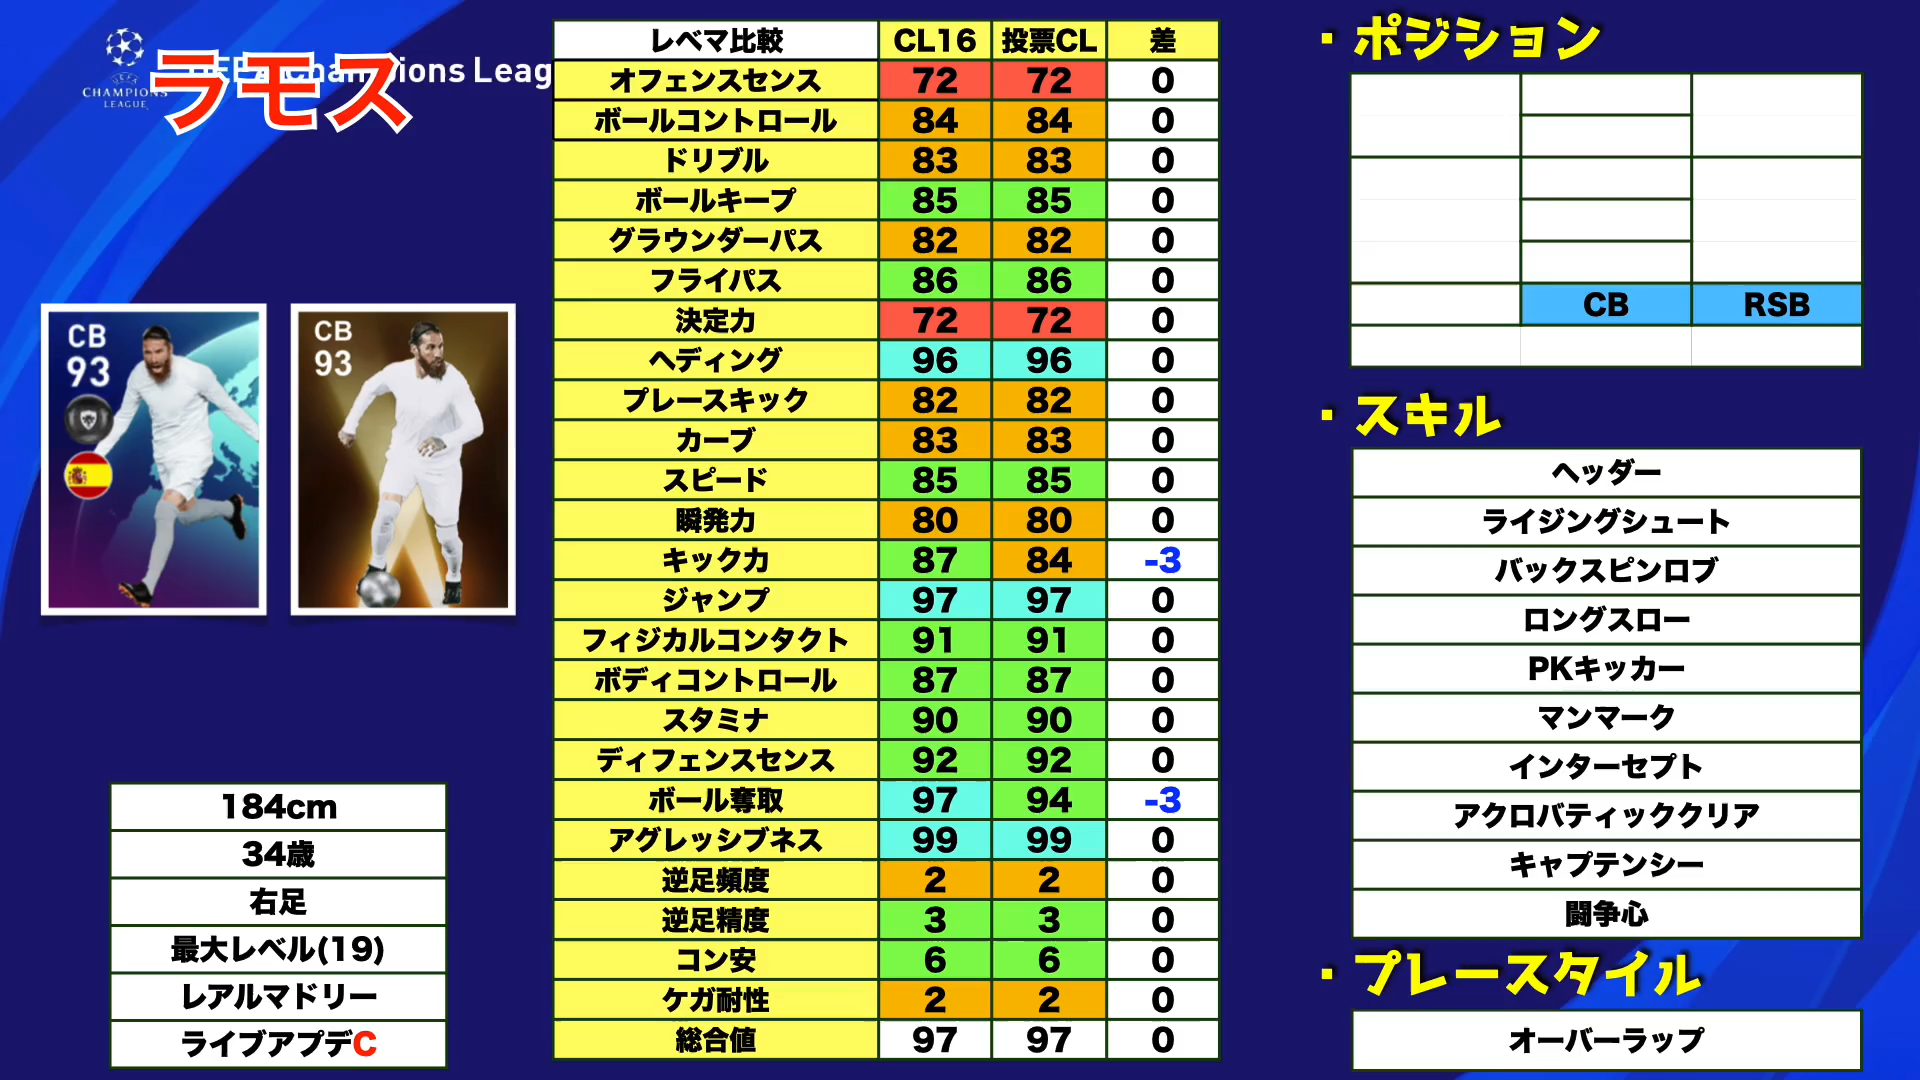 UEFA
CHAMPIONS
LEAGUE
ions Leag
ラモス
CB
93
CB
93
184cm
34歳
右足
最大レベル(19)
レアルマドリー
ライブアプデC
レベマ比較 CL16 投票CL 差
オフェンスセンス 72 72 0
ボールコントロール 84 84 0
ドリブル 83 83 0
ボールキープ 85 85 0
グラウンダーパス 82 82 0
フライパス 86 86 0
決定力 72 72 0
ヘディング 96 96 0
プレースキック 82 82 0
カーブ 83 83 0
スピード 85 85 0
瞬発力 80 80 0
キック力 87 84 -3
ジャンプ 97 97 0
フィジカルコンタクト 91 91 0
ボディコントロール 87 87 0
スタミナ 90 90 0
ディフェンスセンス 92 92 0
ボール奪取 97 94 -3
アグレッシブネス 99 99 0
逆足頻度 2 2 0
逆足精度 3 3 0
コン安 6 6 0
ケガ耐性 2 2 0
総合値 97 97 0
・ポジション
CB RSB
・スキル
ヘッダー
ライジングシュート
バックスピンロブ
ロングスロー
PKキッカー
マンマーク
インターセプト
アクロバティッククリア
キャプテンシー
闘争心
・プレースタイル
オーバーラップ